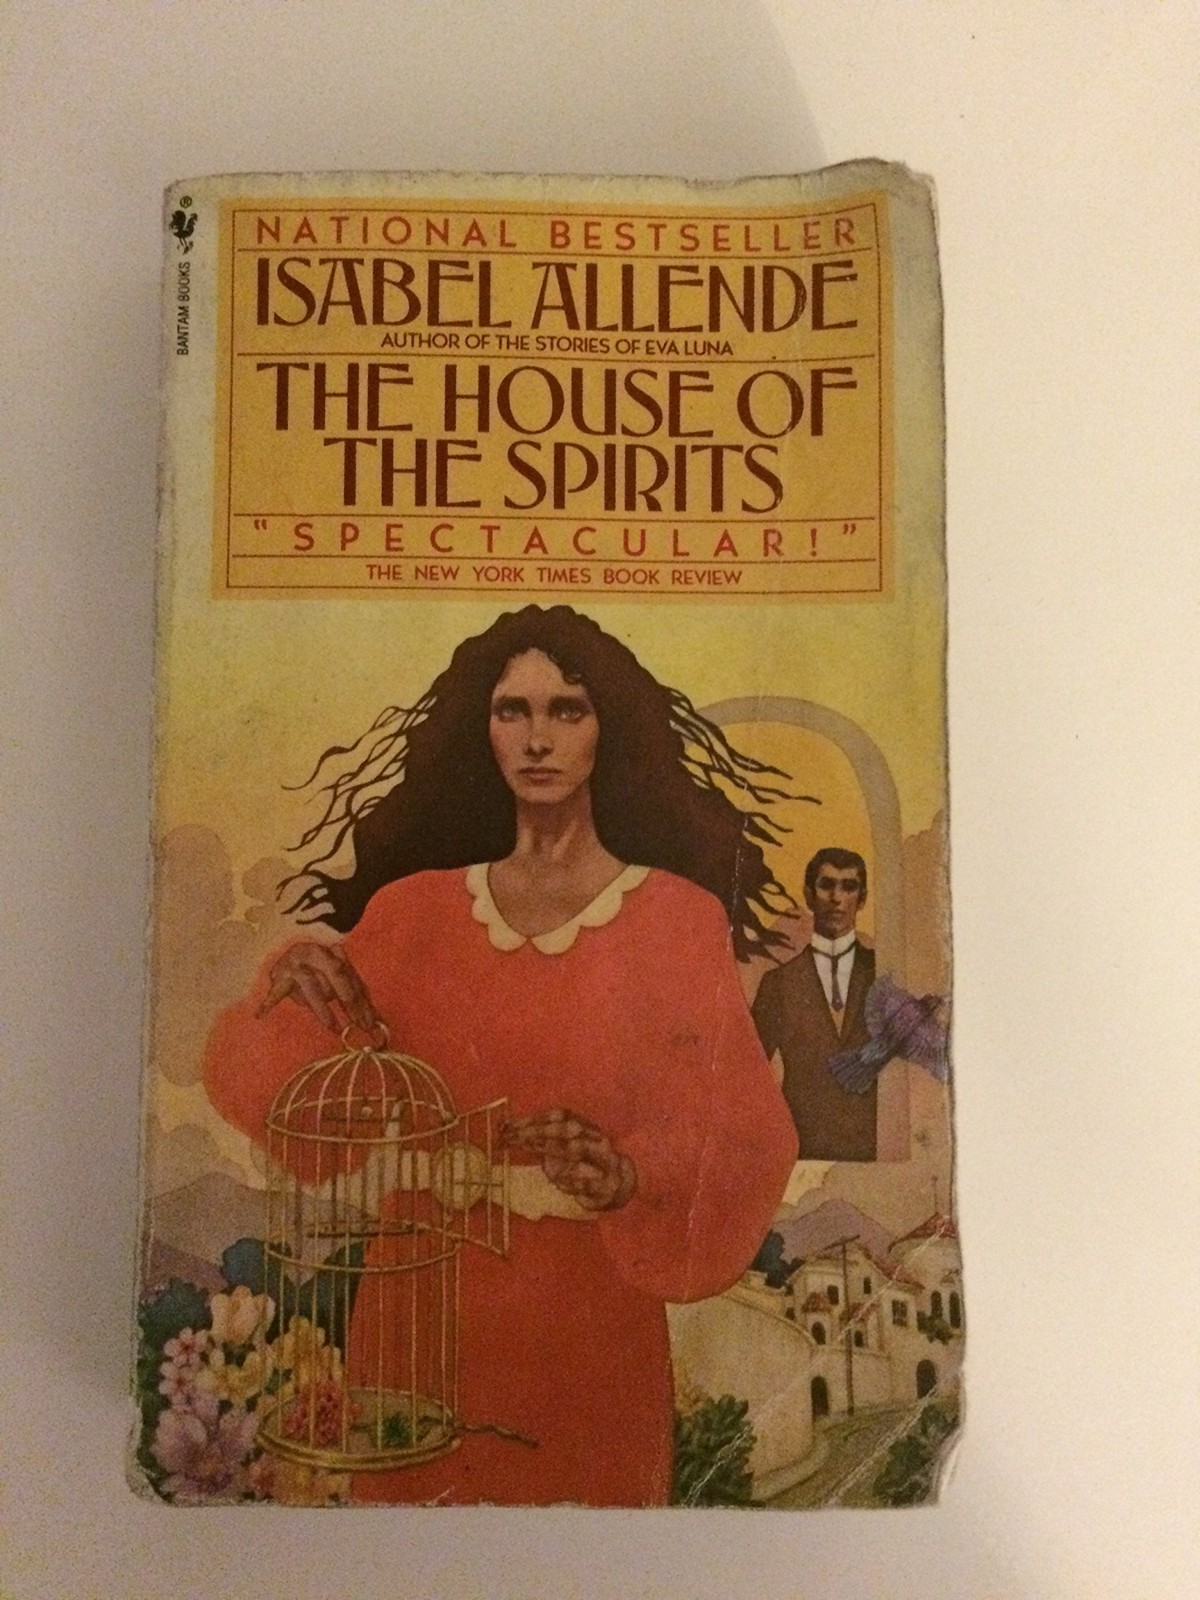 BANTAM BOOKS
®
NATIONAL BESTSELLER
ISABEL ALLENDE
AUTHOR OF THE STORIES OF EVA LUNA
THE HOUSE OF
THE SPIRITS
"SPECTACULAR!"
THE NEW YORK TIMES BOOK REVIEW